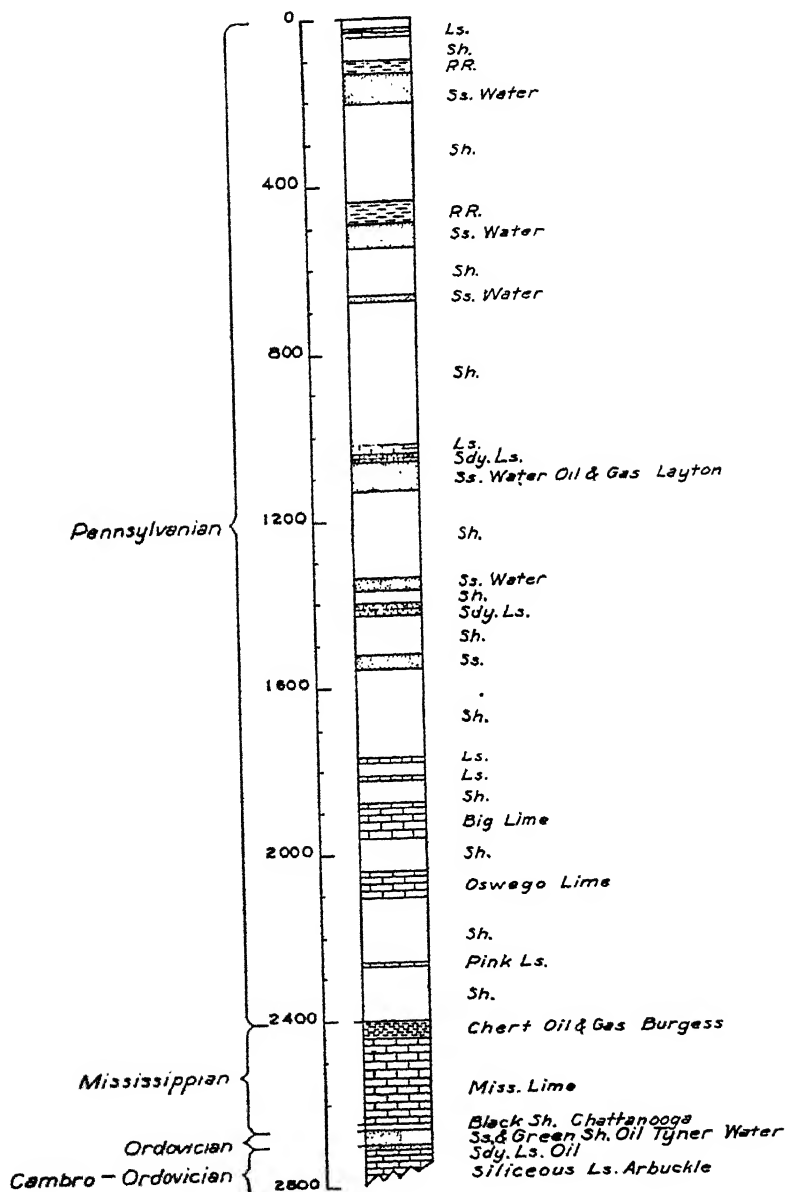 0
Ls.
Sh.
RR.
Ss. Water
Sh.
400
RR.
Ss. Water
Sh.
Ss. Water
800
Sh.
Ls.
Sdy. Ls.
Ss. Water Oil & Gas Layton
Pennsylvanian
1200
Sh.
Ss. Water
Sh.
Sdy. Ls.
Sh.
Ss.
1600
Sh.
Ls.
Ls.
Sh.
Big Lime
2000
Sh.
Oswego Lime
Sh.
Pink Ls.
Sh.
2400
Chert Oil & Gas Burgess
Mississippian
Miss. Lime
Black Sh. Chattanooga
Ss. & Green Sh. Oil Tyner Water
Ordovician
Sdy. Ls. Oil
Siliceous Ls. Arbuckle
Cambro-Ordovician
2800